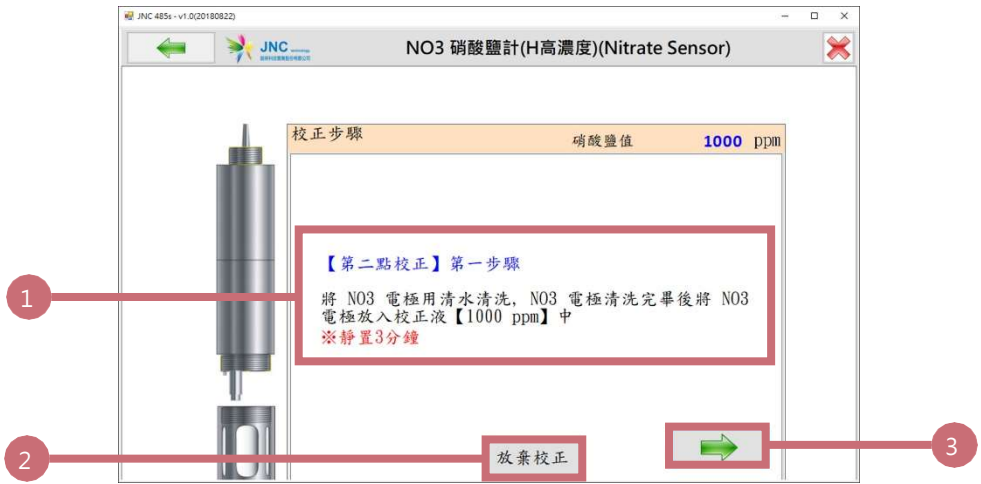 JNC 485s - v1.0(20180822)
JNC
NO3 硝酸鹽計(H高濃度)(Nitrate Sensor)
校正步驟
硝酸鹽值 1000 ppm
【第二點校正】第一步驟
將 NO3 電極用清水清洗, NO3 電極清洗完畢後將 NO3
電極放入校正液【1000 ppm】中
※靜置3分鐘
1
放棄校正
2
3